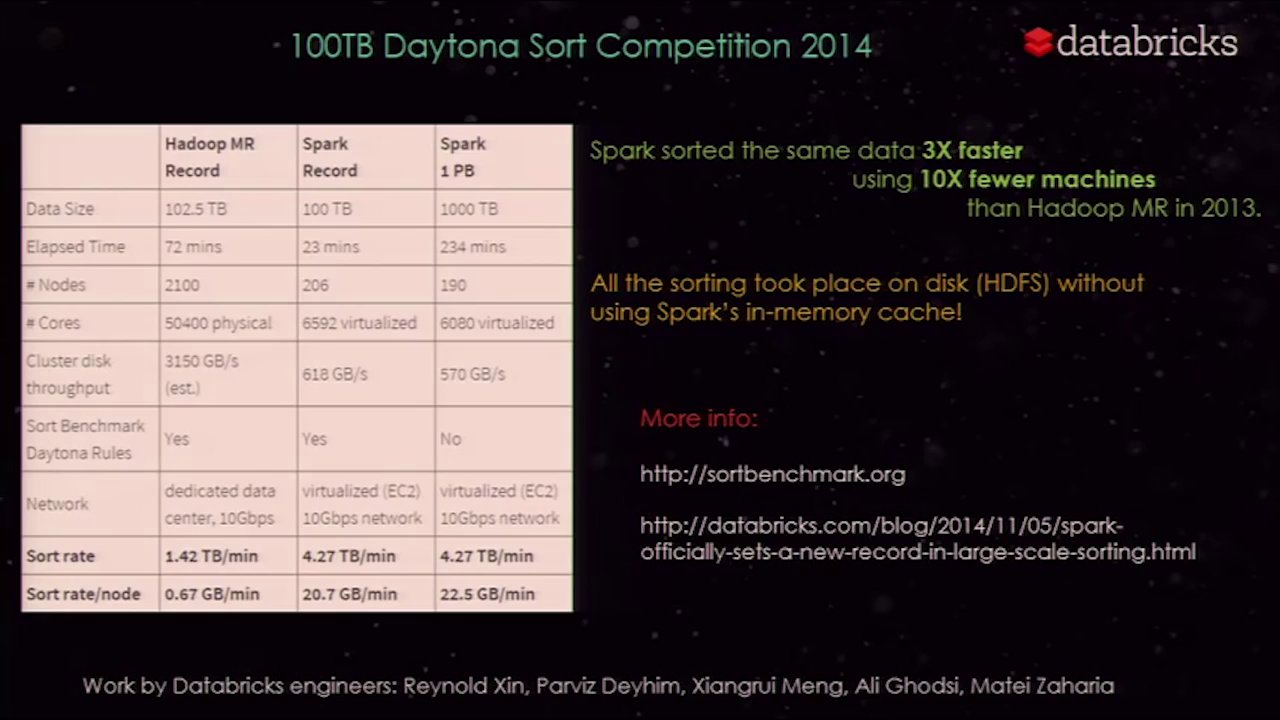 100TB Daytona Sort Competition 2014
databricks
Hadoop MR Record
Spark Record
Spark 1 PB
Data Size 102.5 TB 100 TB 1000 TB
Elapsed Time 72 mins 23 mins 234 mins
# Nodes 2100 206 190
# Cores 50400 physical 6592 virtualized 6080 virtualized
Cluster disk throughput 3150 GB/s (est.) 618 GB/s 570 GB/s
Sort Benchmark Daytona Rules Yes Yes No
Network dedicated data center, 10Gbps virtualized (EC2) 10Gbps network virtualized (EC2) 10Gbps network
Sort rate 1.42 TB/min 4.27 TB/min 4.27 TB/min
Sort rate/node 0.67 GB/min 20.7 GB/min 22.5 GB/min
Spark sorted the same data 3X faster
using 10X fewer machines
than Hadoop MR in 2013.
All the sorting took place on disk (HDFS) without
using Spark's in-memory cache!
More info:
http://sortbenchmark.org
http://databricks.com/blog/2014/11/05/spark-
officially-sets-a-new-record-in-large-scale-sorting.html
Work by Databricks engineers: Reynold Xin, Parviz Deyhim, Xiangrui Meng, Ali Ghodsi, Matei Zaharia